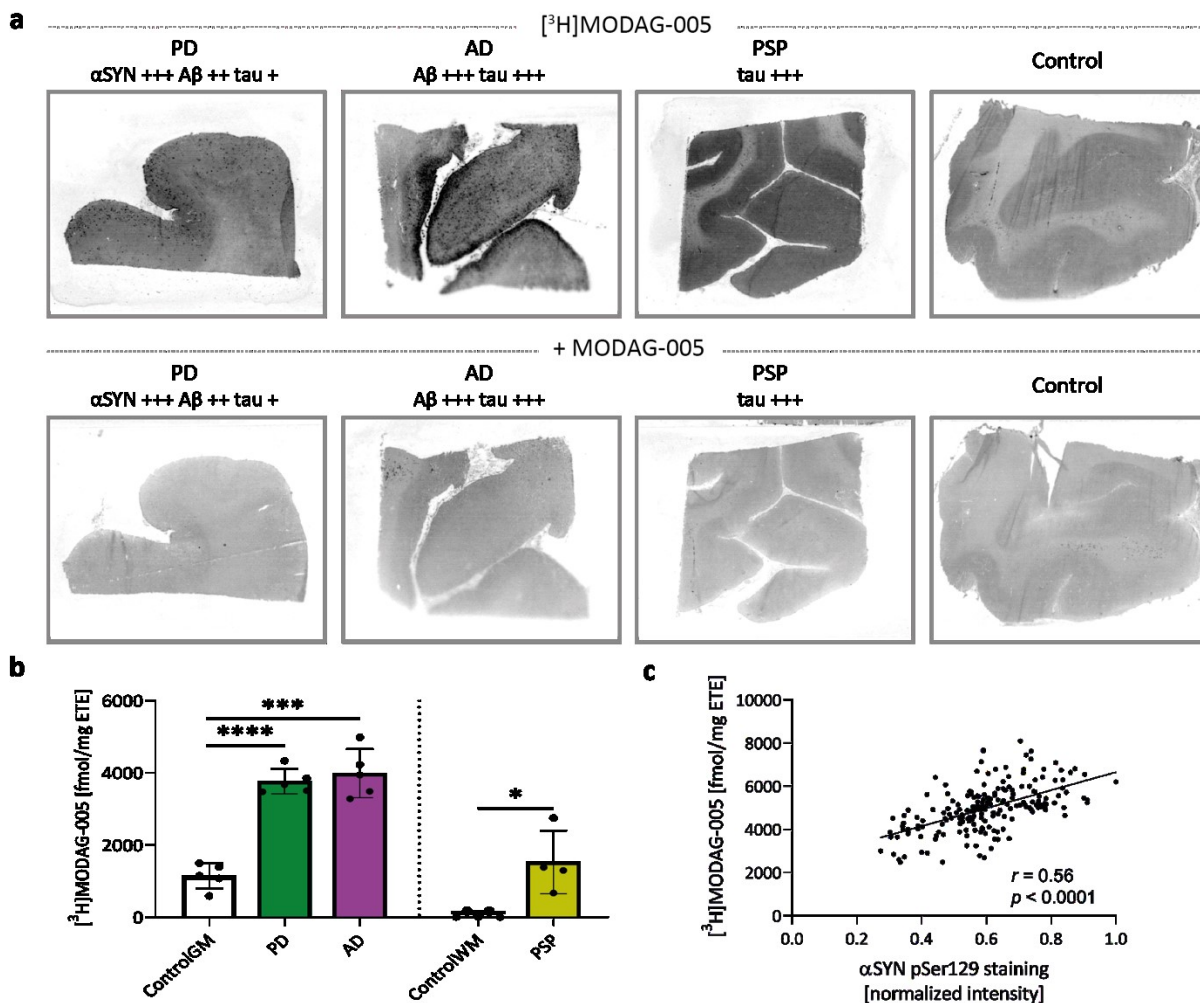 a
[³H]MODAG-005
PD
αSYN +++ Aβ ++ tau +
AD
Aβ +++ tau +++
PSP
tau +++
Control
+ MODAG-005
PD
αSYN +++ Aβ ++ tau +
AD
Aβ +++ tau +++
PSP
tau +++
Control
b
[³H]MODAG-005 [fmol/mg ETE]
6000
4000
2000
0
***
****
*
ControlGM
PD
AD
ControlWM
PSP
c
[³H]MODAG-005 [fmol/mg ETE]
10000
8000
6000
4000
2000
0
r = 0.56
p < 0.0001
0.0 0.2 0.4 0.6 0.8 1.0
αSYN pSer129 staining
[normalized intensity]